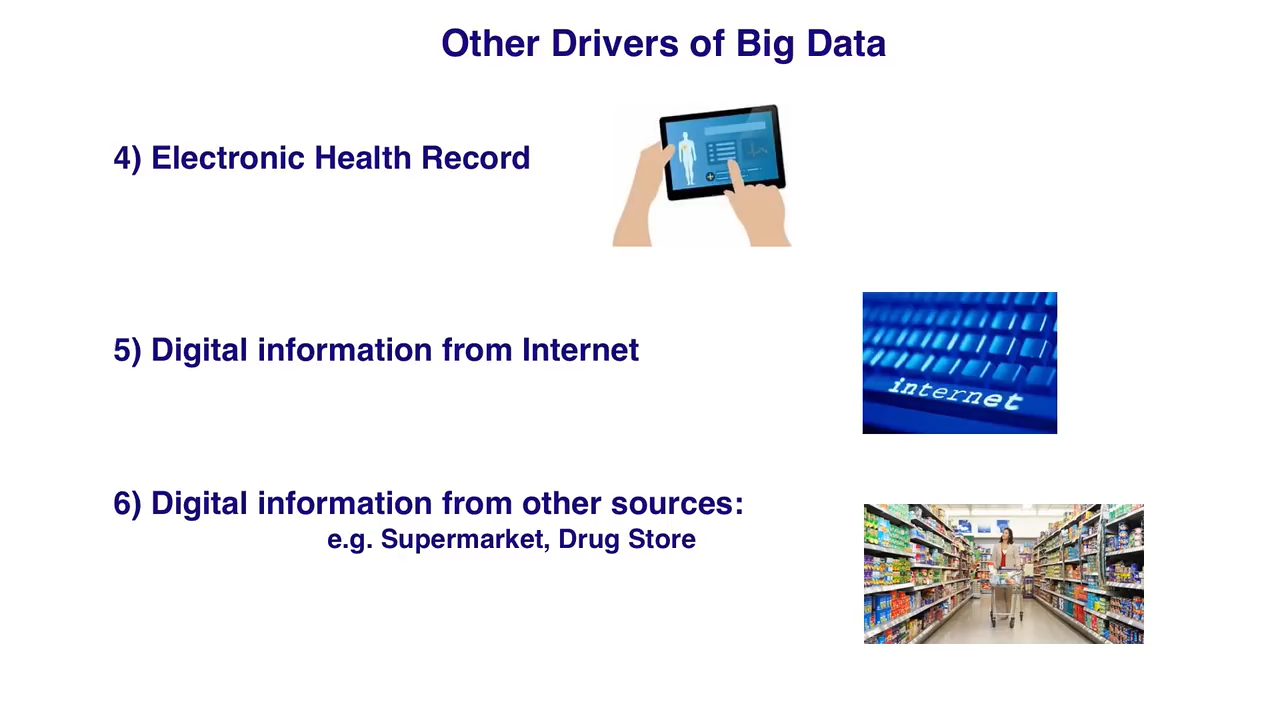 Other Drivers of Big Data
4) Electronic Health Record
5) Digital information from Internet
internet
6) Digital information from other sources:
e.g. Supermarket, Drug Store